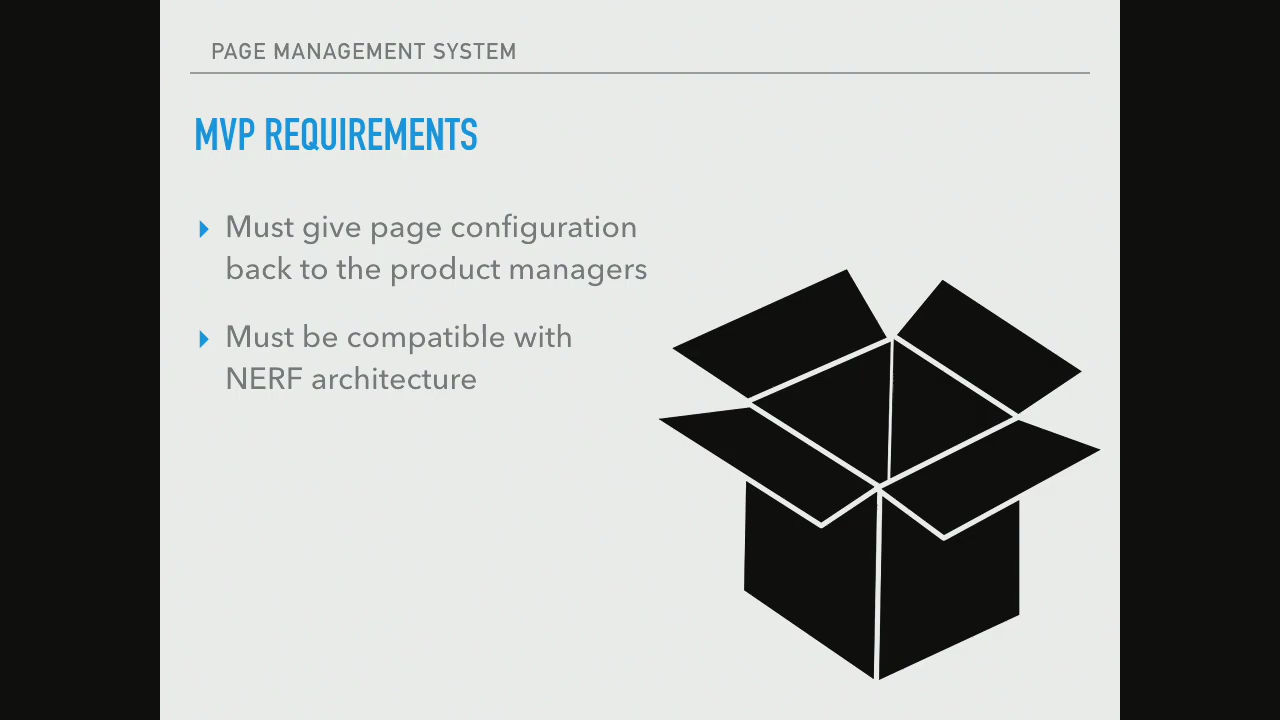 PAGE MANAGEMENT SYSTEM
MVP REQUIREMENTS
Must give page configuration
back to the product managers
Must be compatible with
NERF architecture